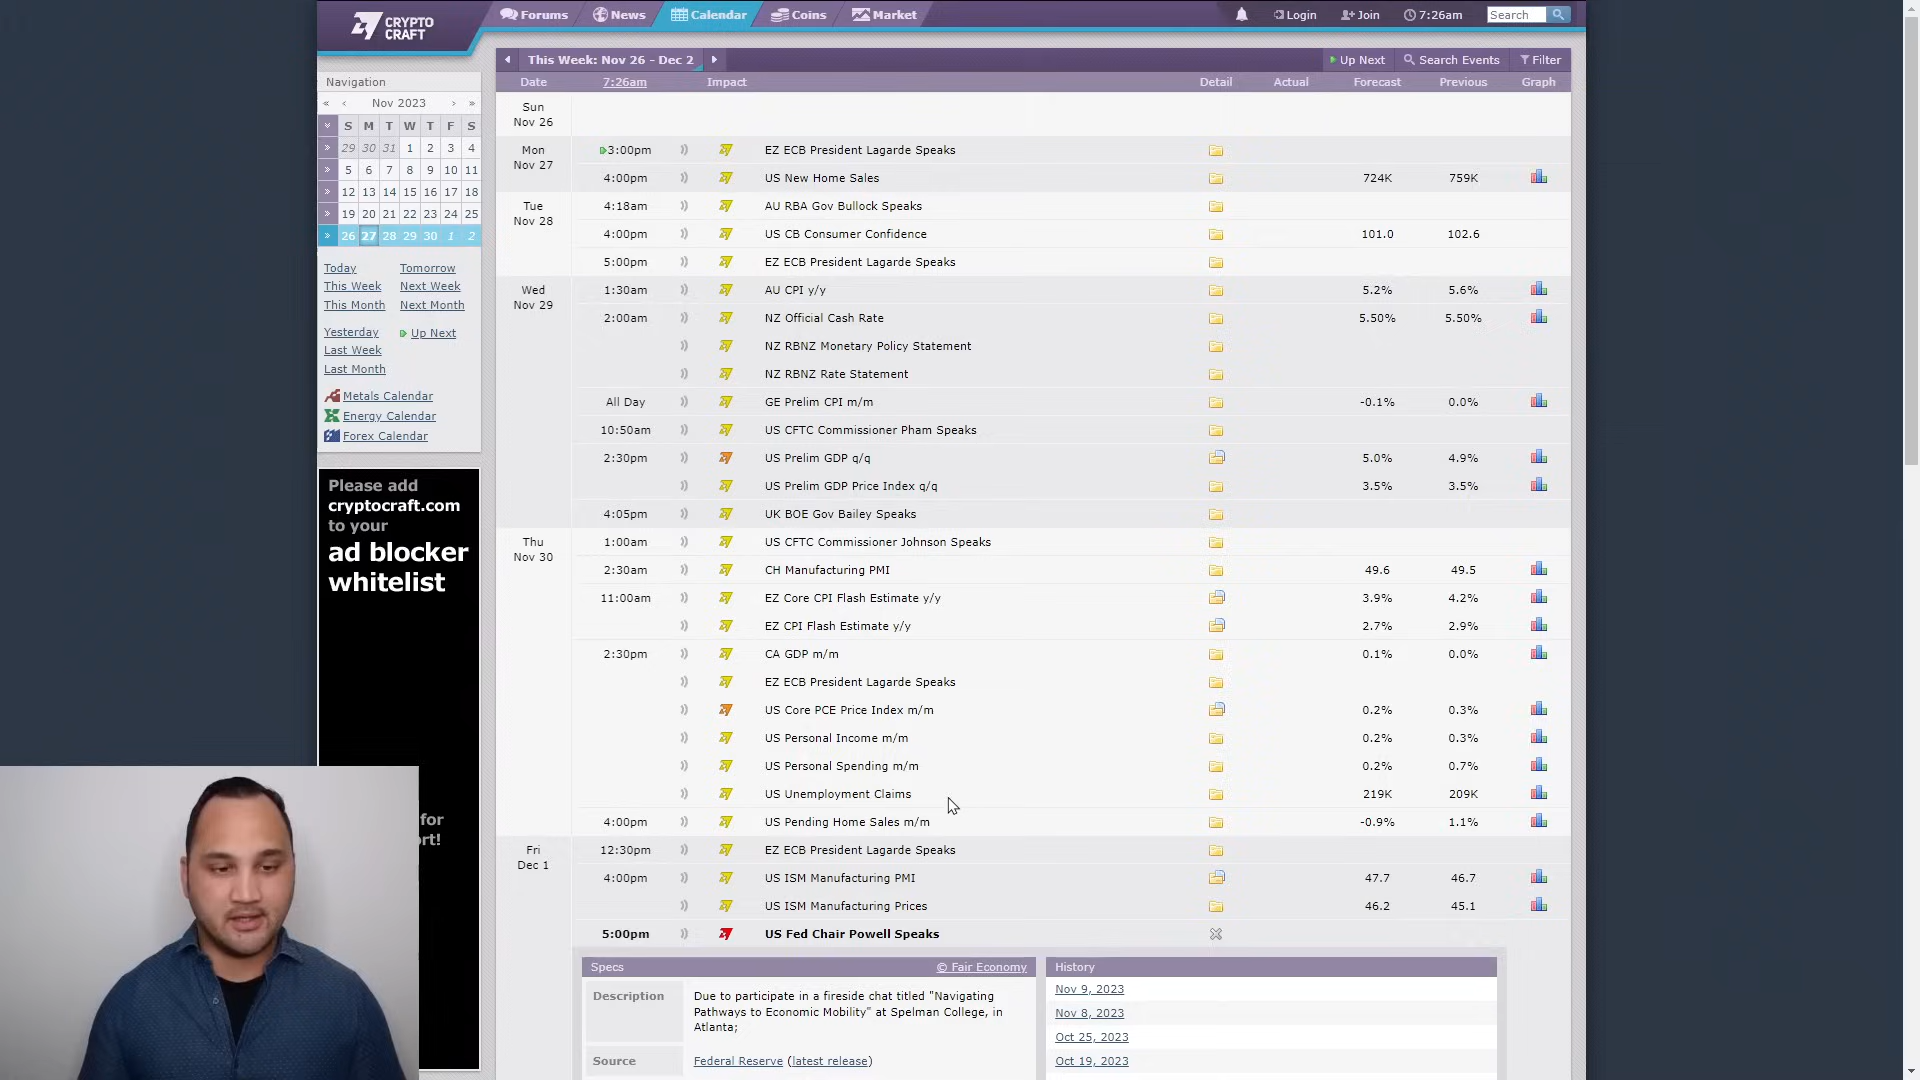 CRYPTO
CRAFT
Forums
News
Calendar
Coins
Market
Login
Join
7:26am
Search
Navigation
« ‹ Nov 2023 › »
S M T W T F S
29 30 31 1 2 3 4
5 6 7 8 9 10 11
12 13 14 15 16 17 18
19 20 21 22 23 24 25
26 27 28 29 30 1 2
Today Tomorrow
This Week Next Week
This Month Next Month
Yesterday Up Next
Last Week
Last Month
Metals Calendar
Energy Calendar
Forex Calendar
Please add
cryptocraft.com
to your
ad blocker
whitelist
for
rt!
This Week: Nov 26 - Dec 2 Up Next Search Events Filter
Date 7:26am Impact Detail Actual Forecast Previous Graph
Sun
Nov 26
Mon
Nov 27
3:00pm EZ ECB President Lagarde Speaks
4:00pm US New Home Sales 724K 759K
Tue
Nov 28
4:18am AU RBA Gov Bullock Speaks
4:00pm US CB Consumer Confidence 101.0 102.6
5:00pm EZ ECB President Lagarde Speaks
Wed
Nov 29
1:30am AU CPI y/y 5.2% 5.6%
2:00am NZ Official Cash Rate 5.50% 5.50%
NZ RBNZ Monetary Policy Statement
NZ RBNZ Rate Statement
All Day GE Prelim CPI m/m -0.1% 0.0%
10:50am US CFTC Commissioner Pham Speaks
2:30pm US Prelim GDP q/q 5.0% 4.9%
US Prelim GDP Price Index q/q 3.5% 3.5%
4:05pm UK BOE Gov Bailey Speaks
Thu
Nov 30
1:00am US CFTC Commissioner Johnson Speaks
2:30am CH Manufacturing PMI 49.6 49.5
11:00am EZ Core CPI Flash Estimate y/y 3.9% 4.2%
EZ CPI Flash Estimate y/y 2.7% 2.9%
2:30pm CA GDP m/m 0.1% 0.0%
EZ ECB President Lagarde Speaks
US Core PCE Price Index m/m 0.2% 0.3%
US Personal Income m/m 0.2% 0.3%
US Personal Spending m/m 0.2% 0.7%
US Unemployment Claims 219K 209K
4:00pm US Pending Home Sales m/m -0.9% 1.1%
Fri
Dec 1
12:30pm EZ ECB President Lagarde Speaks
4:00pm US ISM Manufacturing PMI 47.7 46.7
US ISM Manufacturing Prices 46.2 45.1
5:00pm US Fed Chair Powell Speaks
Specs © Fair Economy
Description Due to participate in a fireside chat titled "Navigating
Pathways to Economic Mobility" at Spelman College, in
Atlanta;
Source Federal Reserve (latest release)
History
Nov 9, 2023
Nov 8, 2023
Oct 25, 2023
Oct 19, 2023